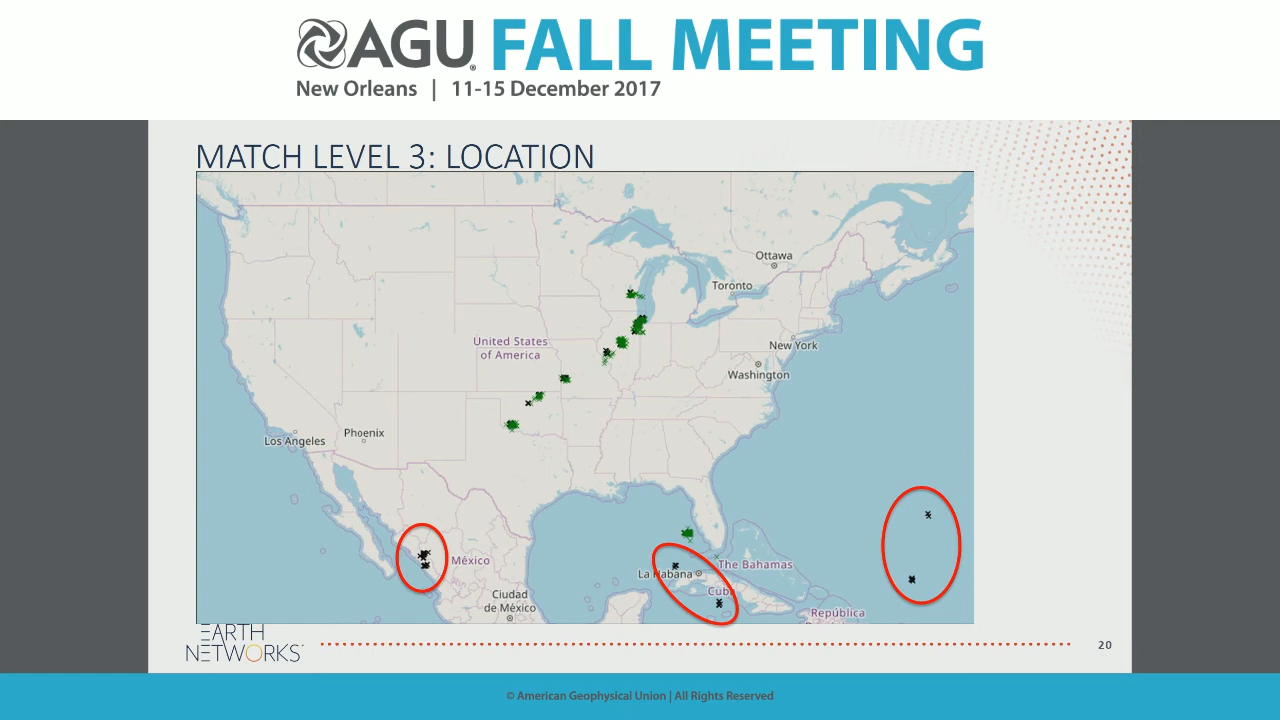 AGU FALL MEETING
New Orleans | 11-15 December 2017
MATCH LEVEL 3: LOCATION
Ottawa
Toronto
United States
of America
New York
Washington
Los Angeles
Phoenix
México
La Habana
The Bahamas
Cuba
Ciudad
de México
República
EARTH
NETWORKS
20
© American Geophysical Union | All Rights Reserved